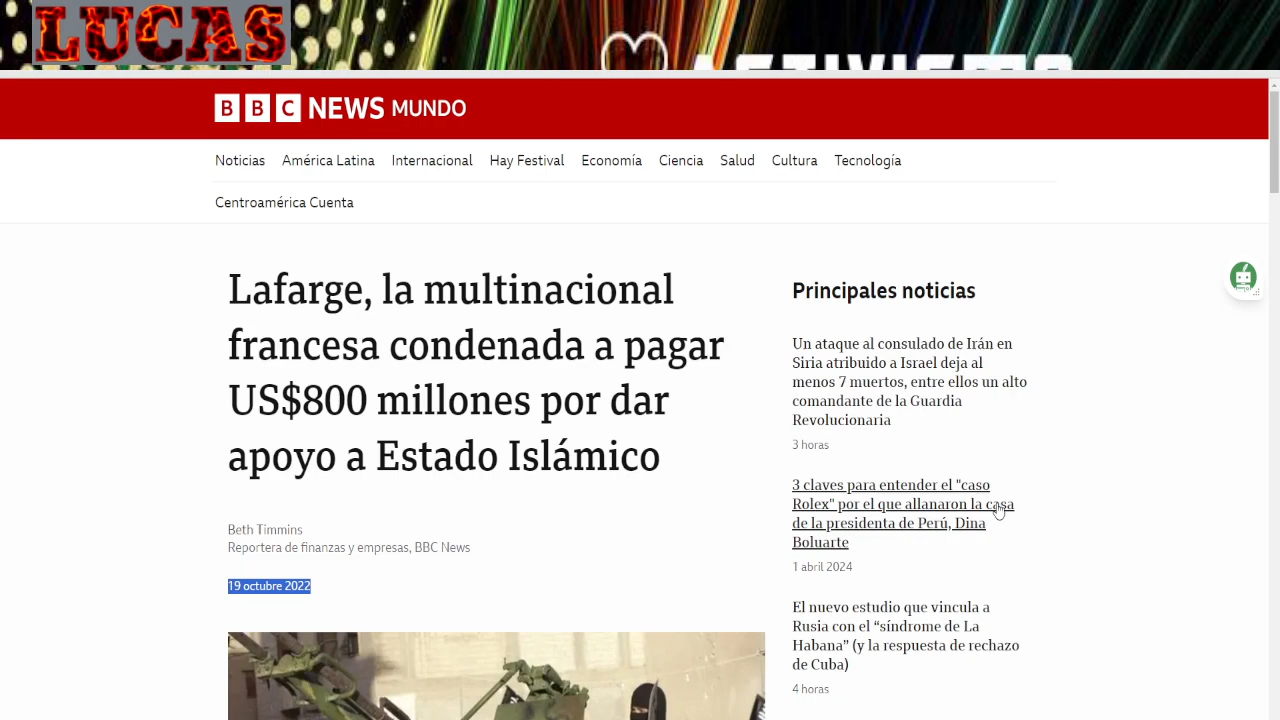 LUCAS
ACTIVISMO
BBC NEWS MUNDO
Noticias América Latina Internacional Hay Festival Economía Ciencia Salud Cultura Tecnología
Centroamérica Cuenta
Lafarge, la multinacional
francesa condenada a pagar
US$800 millones por dar
apoyo a Estado Islámico
Beth Timmins
Reportera de finanzas y empresas, BBC News
19 octubre 2022
Principales noticias
Un ataque al consulado de Irán en
Siria atribuido a Israel deja al
menos 7 muertos, entre ellos un alto
comandante de la Guardia
Revolucionaria
3 horas
3 claves para entender el "caso
Rolex" por el que allanaron la casa
de la presidenta de Perú, Dina
Boluarte
1 abril 2024
El nuevo estudio que vincula a
Rusia con el “síndrome de La
Habana” (y la respuesta de rechazo
de Cuba)
4 horas